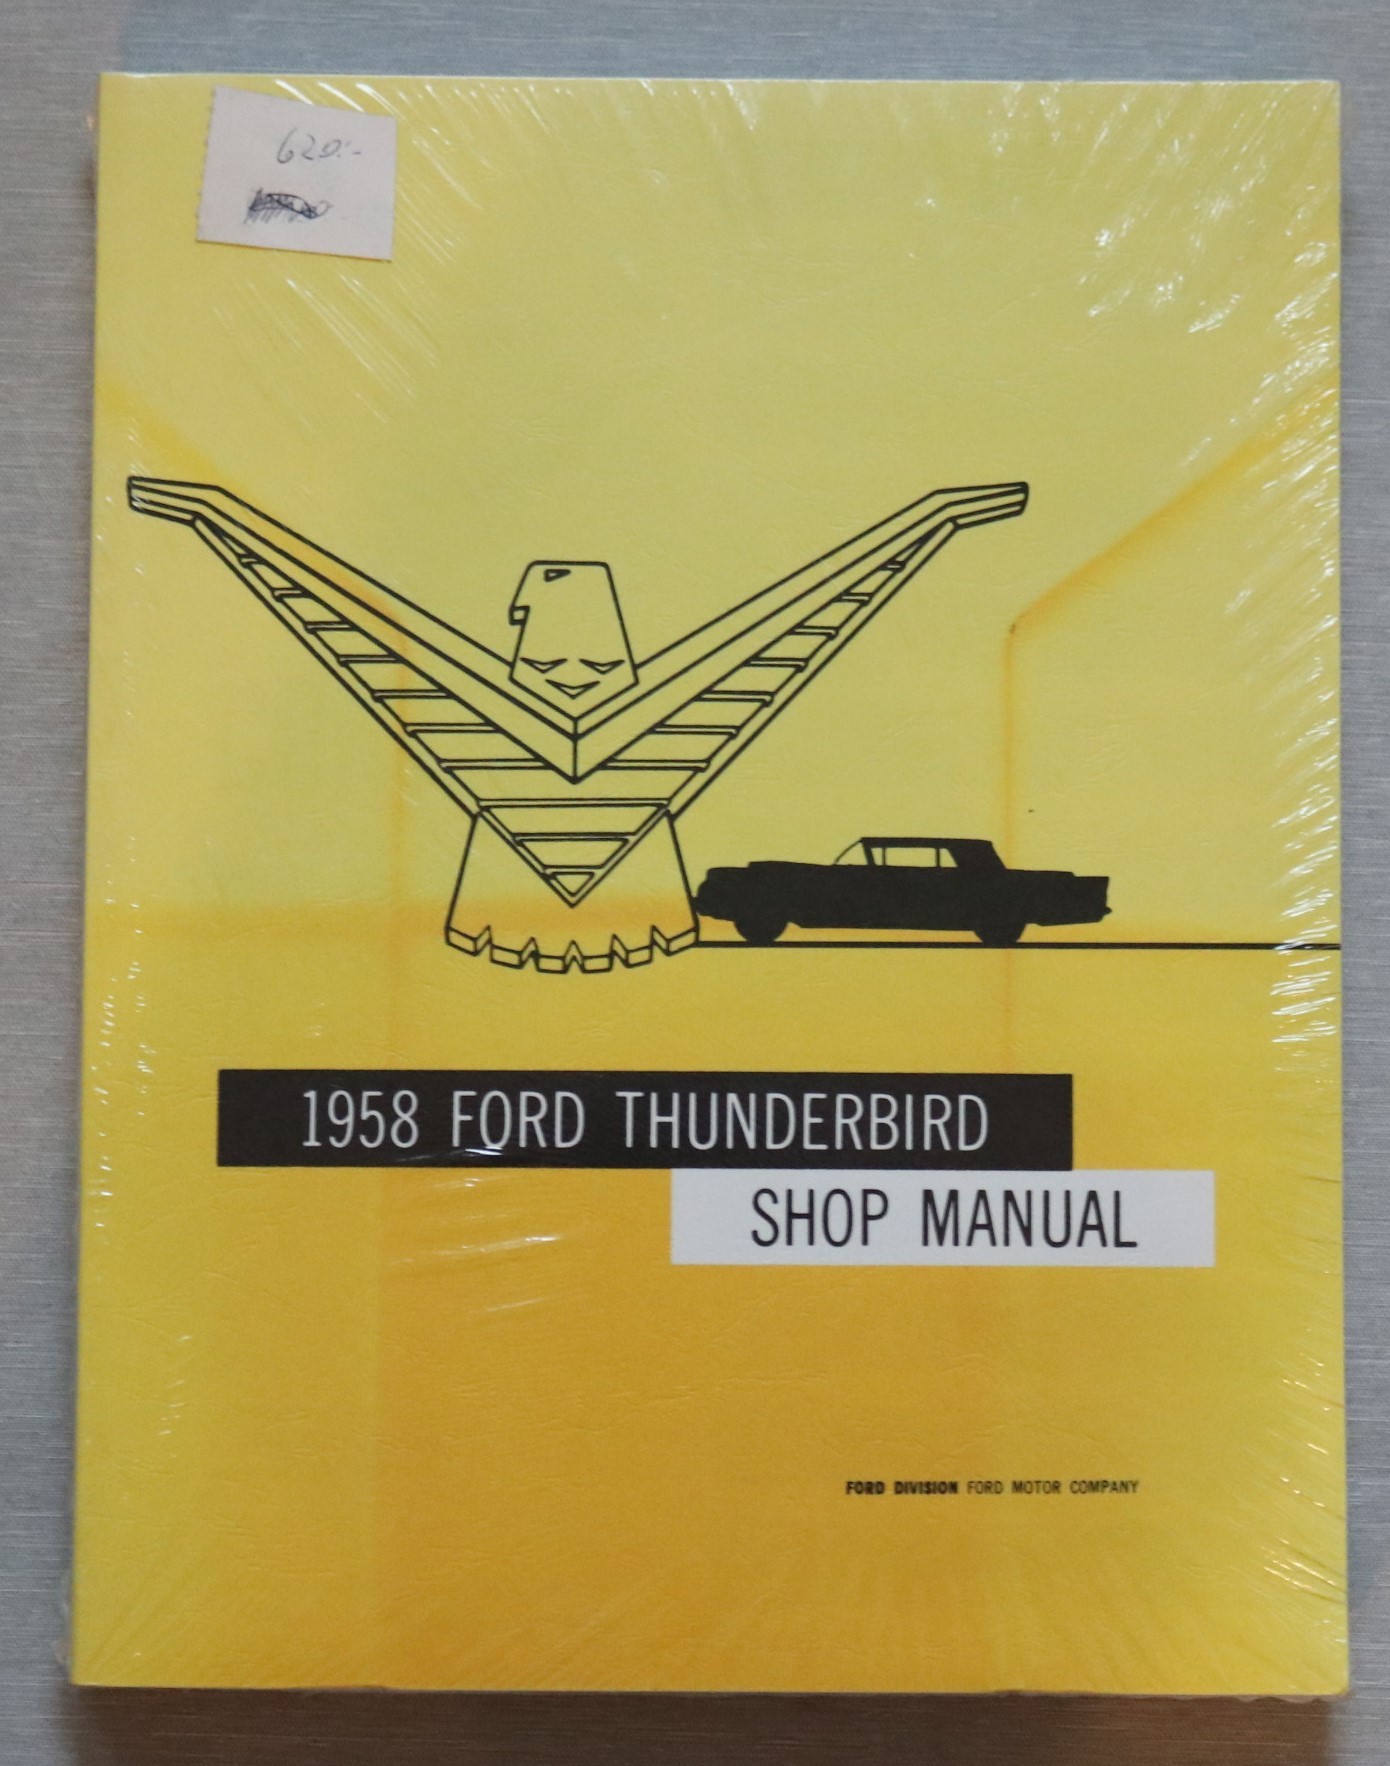 620:-
1958 FORD THUNDERBIRD
SHOP MANUAL
FORD DIVISION FORD MOTOR COMPANY